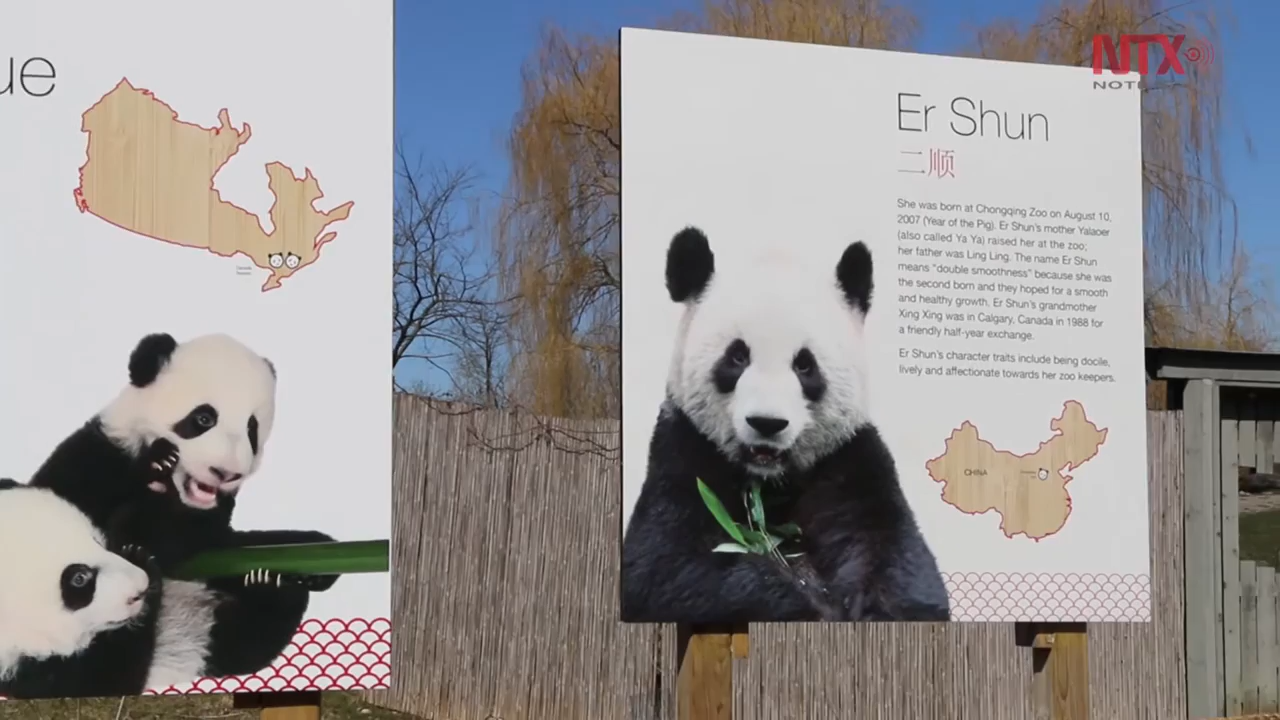 ue
NTX
Er Shun
二顺
She was born at Chongqing Zoo on August 10,
2007 (Year of the Pig). Er Shun's mother Yalaoer
(also called Ya Ya) raised her at the zoo;
her father was Ling Ling. The name Er Shun
means "double smoothness" because she was
the second born and they hoped for a smooth
and healthy growth. Er Shun's grandmother
Xing Xing was in Calgary, Canada in 1988 for
a friendly half-year exchange.
Er Shun's character traits include being docile,
lively and affectionate towards her zoo keepers.
CHINA